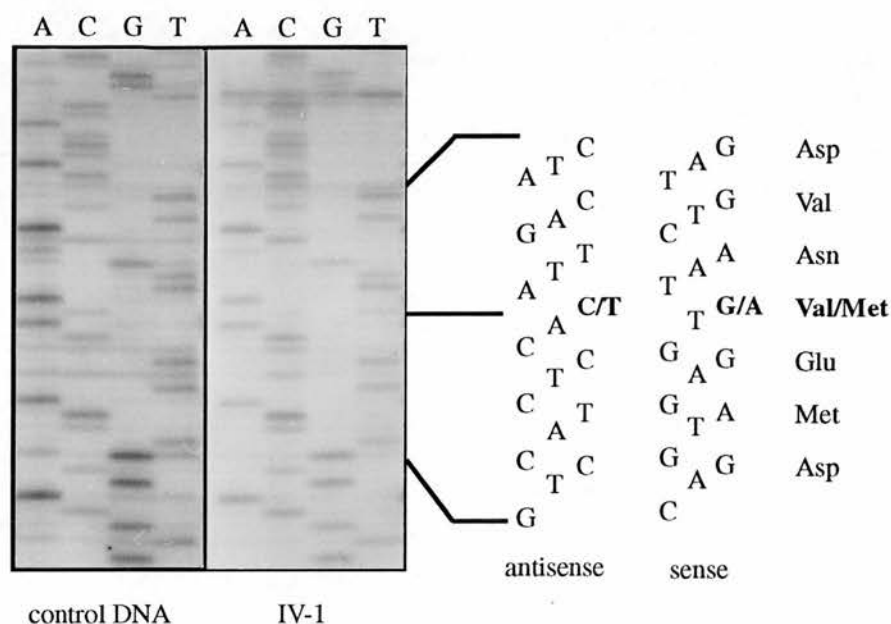 A C G T A C G T
C G Asp
T A
A T
C G Val
A T
G C
T A Asn
T A
A T
C/T G/A Val/Met
A T
C C G G Glu
T A
C T G A Met
A T
C C G G Asp
T A
G C
antisense sense
control DNA IV-1